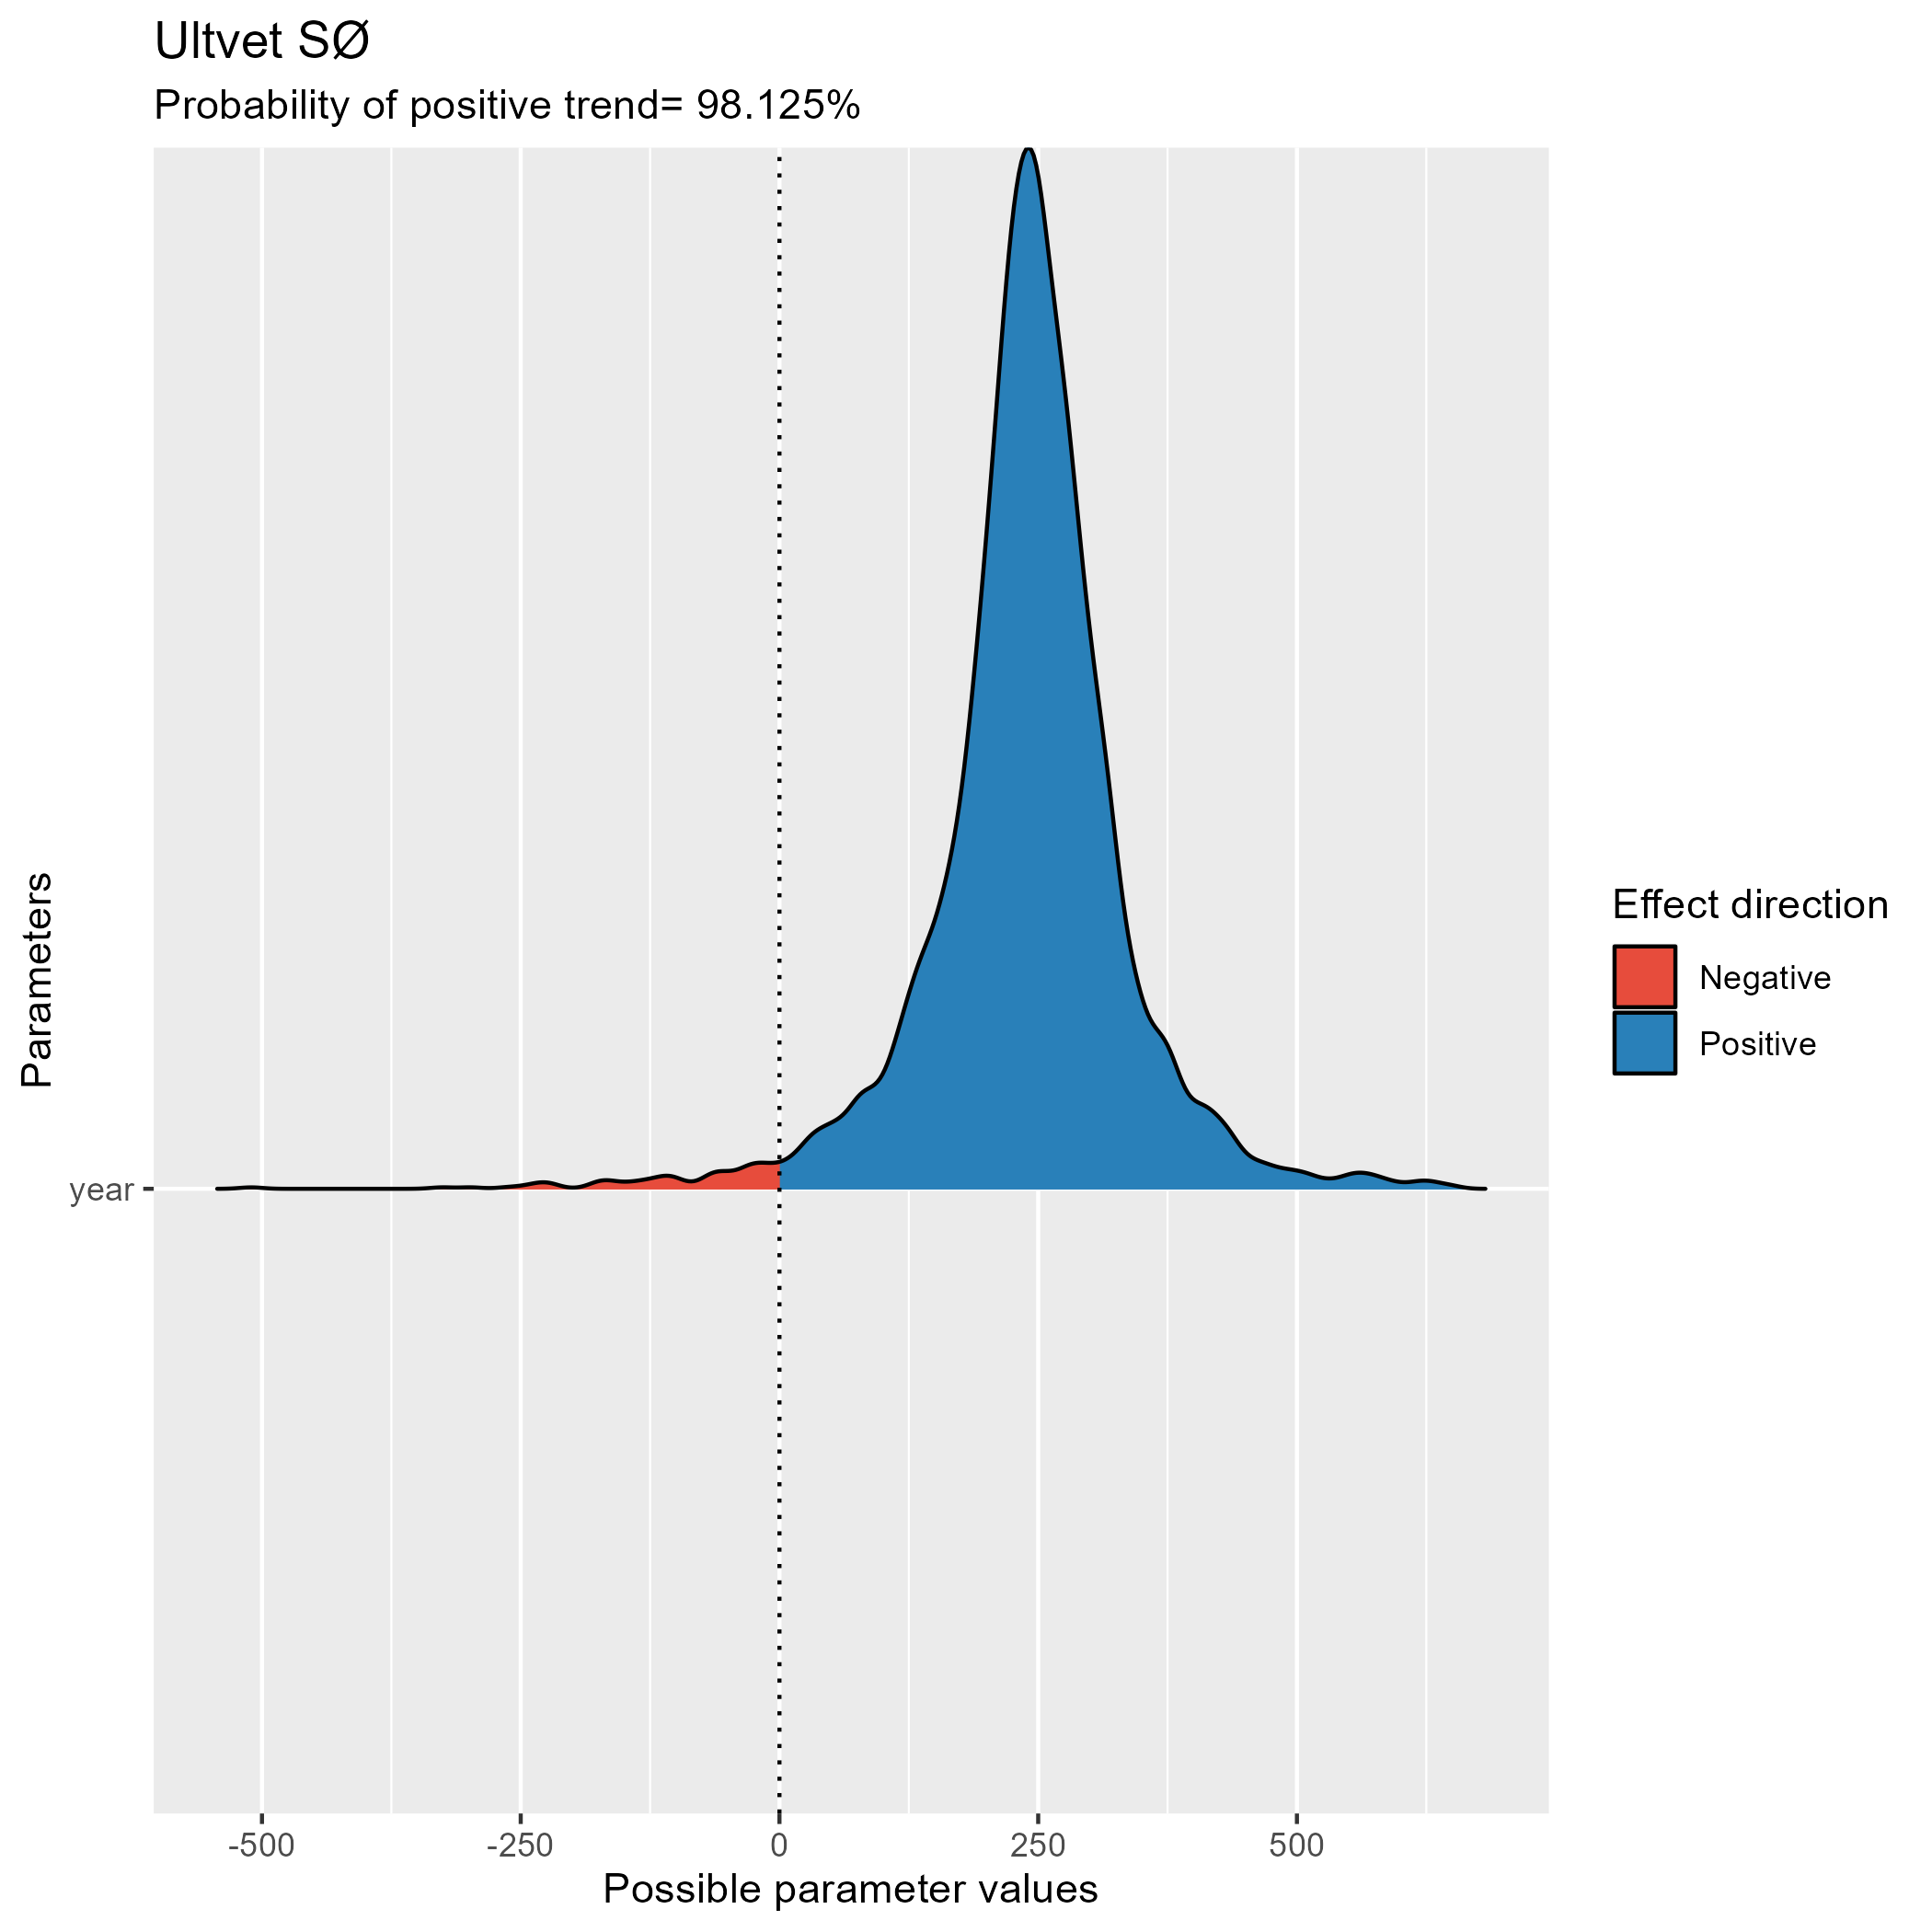 Ultvet SØ
Probability of positive trend= 98.125%
Parameters
year
Effect direction
Negative
Positive
-500
-250
0
250
500
Possible parameter values